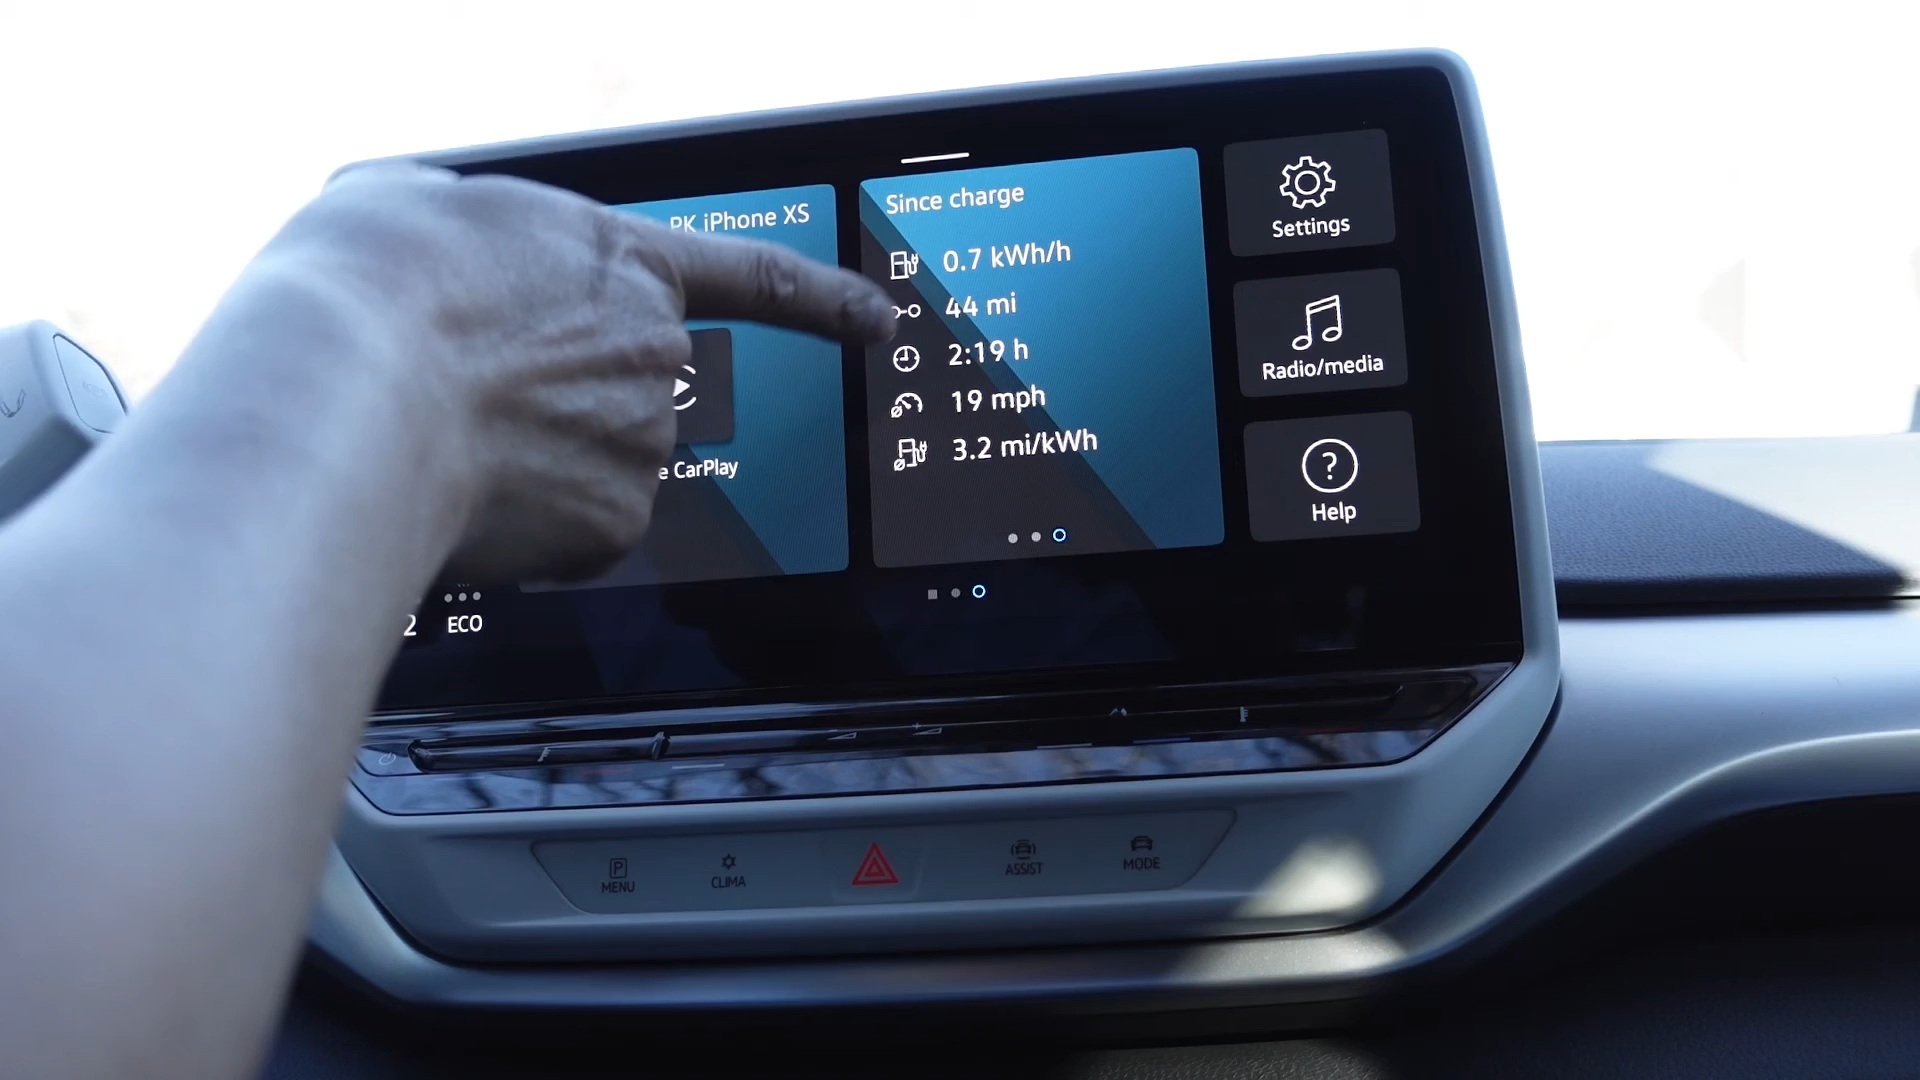 PK iPhone XS
e CarPlay
Since charge
0.7 kWh/h
44 mi
2:19 h
19 mph
3.2 mi/kWh
Settings
Radio/media
?
Help
2
ECO
P
MENU
CLIMA
ASSIST
MODE